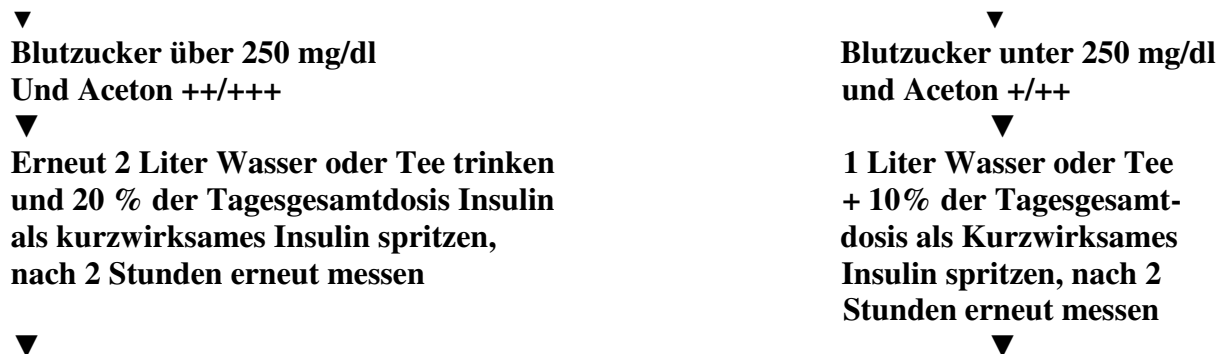 ▼
Blutzucker über 250 mg/dl
Und Aceton ++/+++
▼
Erneut 2 Liter Wasser oder Tee trinken
und 20 % der Tagesgesamtdosis Insulin
als kurzwirksames Insulin spritzen,
nach 2 Stunden erneut messen
▼
▼
Blutzucker unter 250 mg/dl
und Aceton +/++
▼
1 Liter Wasser oder Tee
+ 10% der Tagesgesamt-
dosis als Kurzwirksames
Insulin spritzen, nach 2
Stunden erneut messen
▼